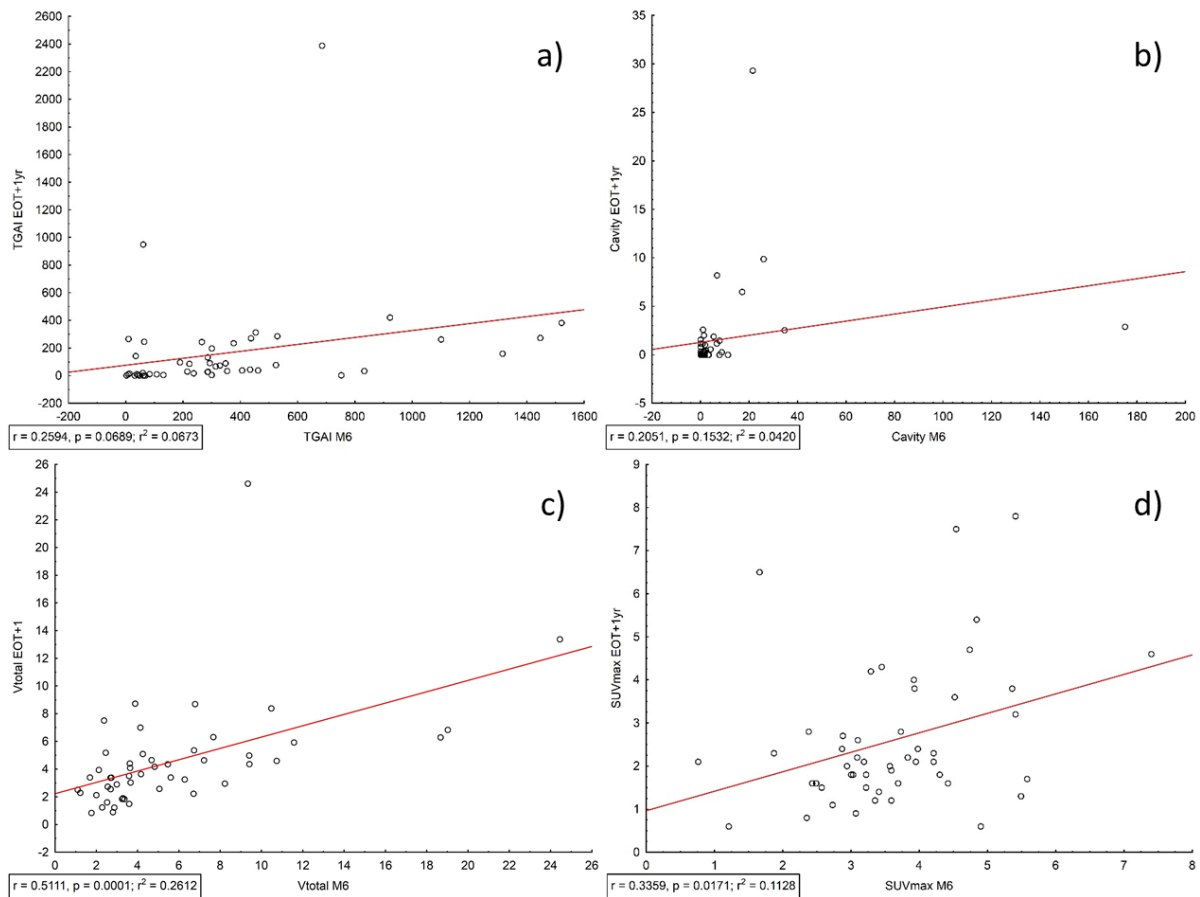 a)
TGAI EOT+1yr
2600
2400
2200
2000
1800
1600
1400
1200
1000
800
600
400
200
0
-200
-200 0 200 400 600 800 1000 1200 1400 1600
TGAI M6
r = 0.2594, p = 0.0689; r² = 0.0673
b)
Cavity EOT+1yr
35
30
25
20
15
10
5
0
-5
-20 0 20 40 60 80 100 120 140 160 180 200
Cavity M6
r = 0.2051, p = 0.1532; r² = 0.0420
c)
Vtotal EOT+1
26
24
22
20
18
16
14
12
10
8
6
4
2
0
-2
0 2 4 6 8 10 12 14 16 18 20 22 24 26
Vtotal M6
r = 0.5111, p = 0.0001; r² = 0.2612
d)
SUVmax EOT+1yr
9
8
7
6
5
4
3
2
1
0
0 1 2 3 4 5 6 7 8
SUVmax M6
r = 0.3359, p = 0.0171; r² = 0.1128